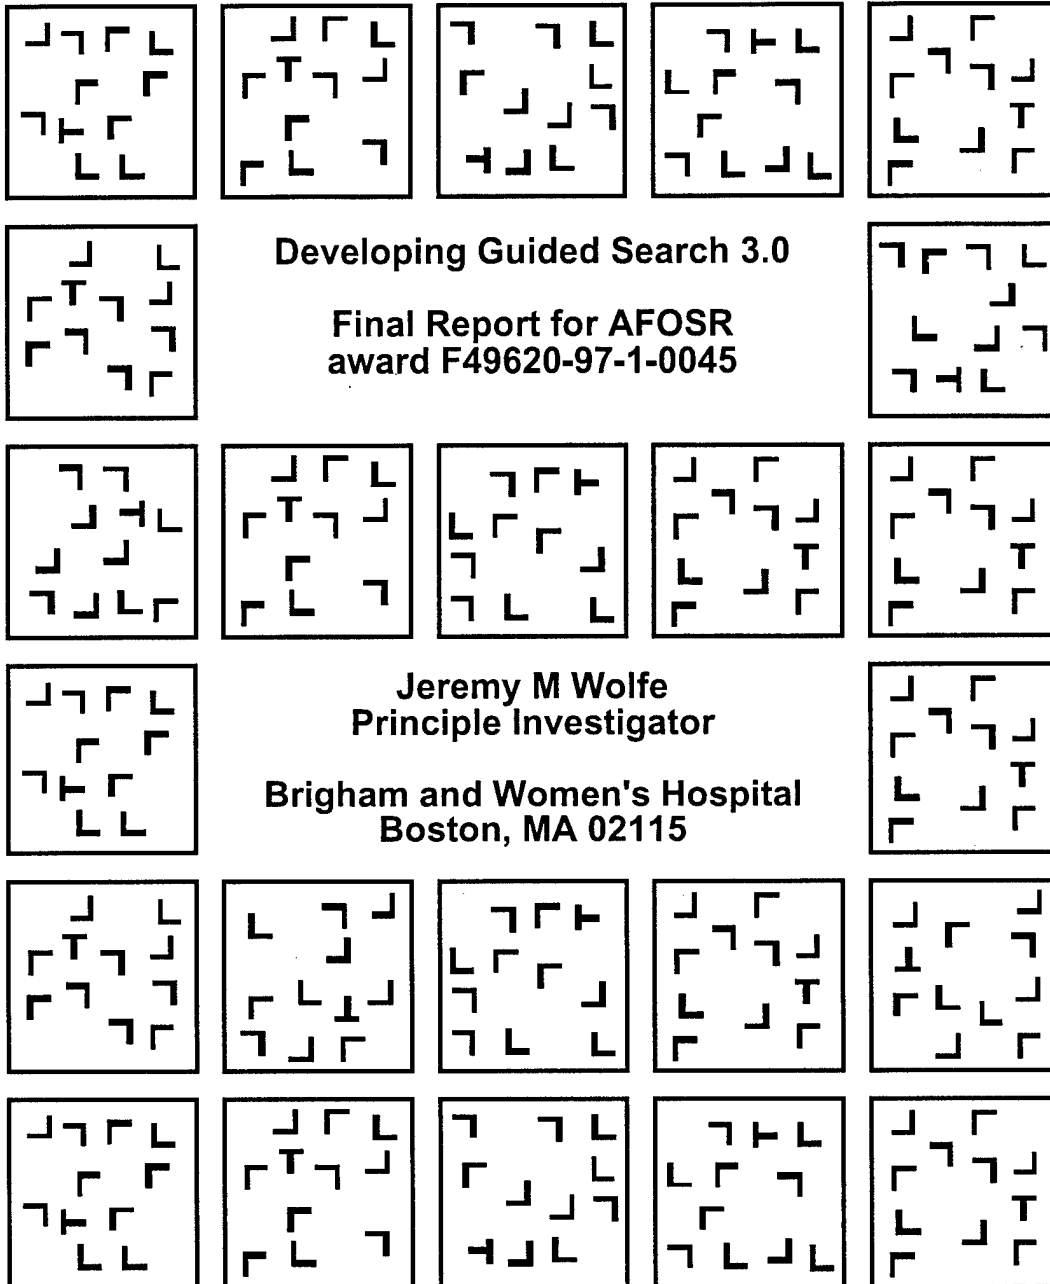 Developing Guided Search 3.0
Final Report for AFOSR
award F49620-97-1-0045
Jeremy M Wolfe
Principle Investigator
Brigham and Women's Hospital
Boston, MA 02115